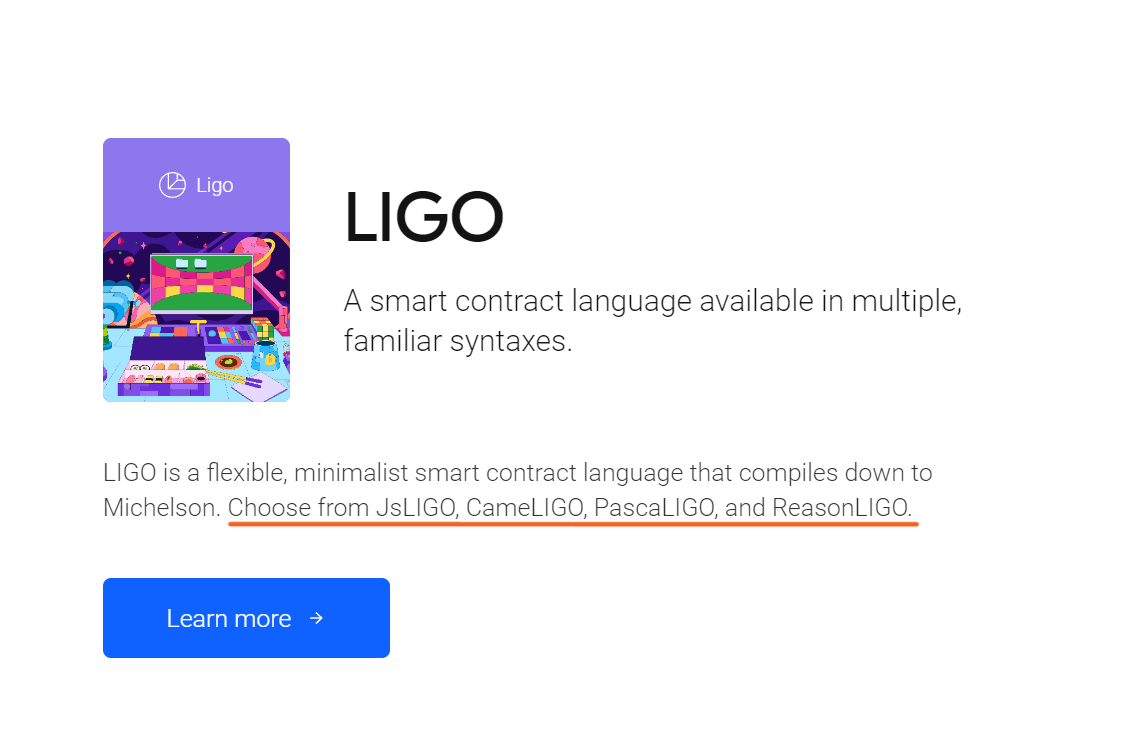 Ligo
LIGO
A smart contract language available in multiple,
familiar syntaxes.
LIGO is a flexible, minimalist smart contract language that compiles down to
Michelson. Choose from JsLIGO, CameLIGO, PascaLIGO, and ReasonLIGO.
Learn more →